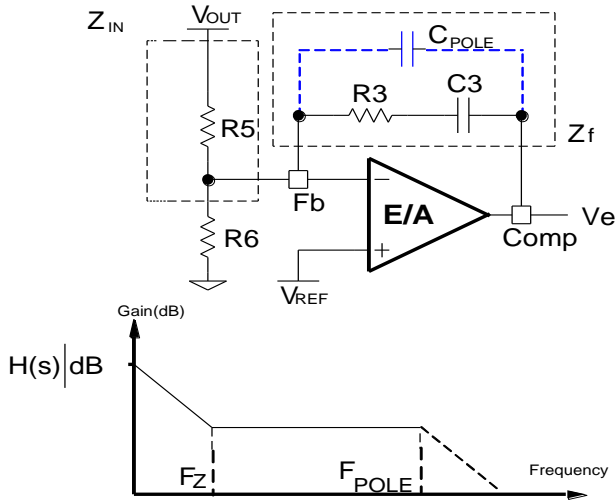 ZIN
VOUT
CPOLE
R3
C3
R5
Zf
Fb
E/A
−
+
R6
Comp
Ve
VREF
Gain(dB)
H(s)|dB
FZ
FPOLE
Frequency